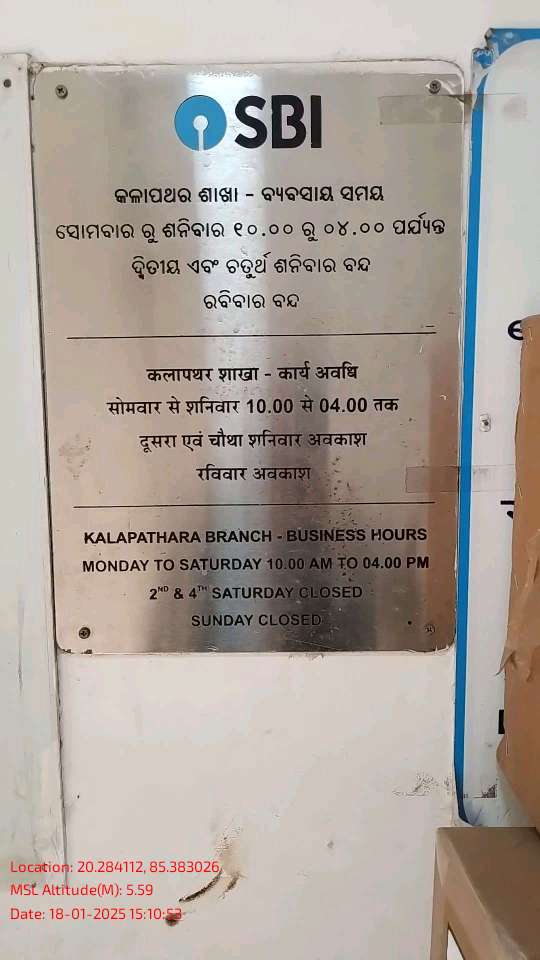 SBI
କଳାପଥର ଶାଖା - ବ୍ୟବସାୟ ସମୟ
ସୋମବାର ରୁ ଶନିବାର ୧୦.୦୦ ରୁ ୦୪.୦୦ ପର୍ଯ୍ୟନ୍ତ
ଦ୍ୱିତୀୟ ଏବଂ ଚତୁର୍ଥ ଶନିବାର ବନ୍ଦ
ରବିବାର ବନ୍ଦ
कलापथर शाखा - कार्य अवधि
सोमवार से शनिवार 10.00 से 04.00 तक
दूसरा एवं चौथा शनिवार अवकाश
रविवार अवकाश
KALAPATHARA BRANCH - BUSINESS HOURS
MONDAY TO SATURDAY 10.00 AM TO 04.00 PM
2ND & 4TH SATURDAY CLOSED
SUNDAY CLOSED
Location: 20.284112, 85.383026,
MSL Altitude(M): 5.59
Date: 18-01-2025 15:10:53